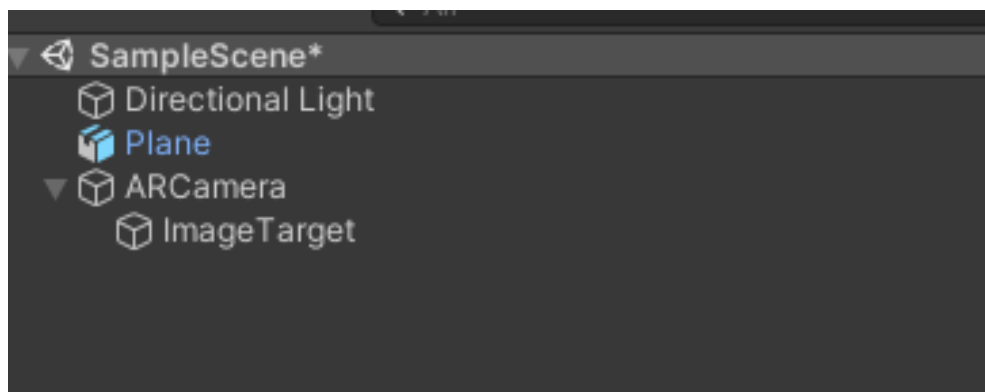 SampleScene*
Directional Light
Plane
ARCamera
ImageTarget